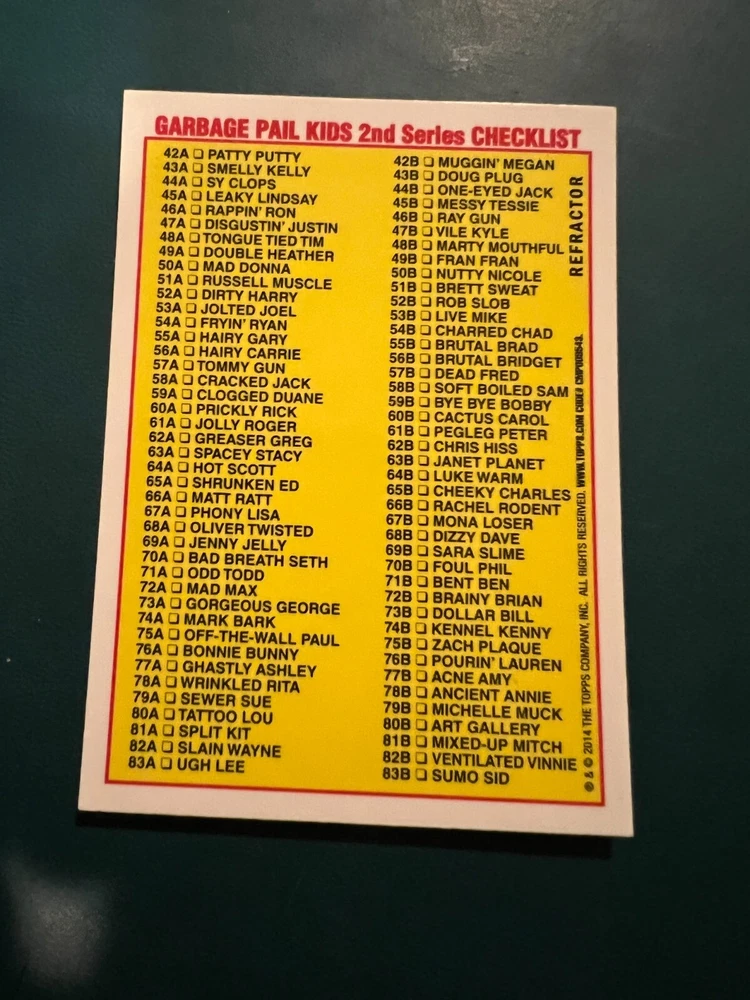 GARBAGE PAIL KIDS 2nd Series CHECKLIST
42A ❏ PATTY PUTTY
43A ❏ SMELLY KELLY
44A ❏ SY CLOPS
45A ❏ LEAKY LINDSAY
46A ❏ RAPPIN' RON
47A ❏ DISGUSTIN' JUSTIN
48A ❏ TONGUE TIED TIM
49A ❏ DOUBLE HEATHER
50A ❏ MAD DONNA
51A ❏ RUSSELL MUSCLE
52A ❏ DIRTY HARRY
53A ❏ JOLTED JOEL
54A ❏ FRYIN' RYAN
55A ❏ HAIRY GARY
56A ❏ HAIRY CARRIE
57A ❏ TOMMY GUN
58A ❏ CRACKED JACK
59A ❏ CLOGGED DUANE
60A ❏ PRICKLY RICK
61A ❏ JOLLY ROGER
62A ❏ GREASER GREG
63A ❏ SPACEY STACY
64A ❏ HOT SCOTT
65A ❏ SHRUNKEN ED
66A ❏ MATT RATT
67A ❏ PHONY LISA
68A ❏ OLIVER TWISTED
69A ❏ JENNY JELLY
70A ❏ BAD BREATH SETH
71A ❏ ODD TODD
72A ❏ MAD MAX
73A ❏ GORGEOUS GEORGE
74A ❏ MARK BARK
75A ❏ OFF-THE-WALL PAUL
76A ❏ BONNIE BUNNY
77A ❏ GHASTLY ASHLEY
78A ❏ WRINKLED RITA
79A ❏ SEWER SUE
80A ❏ TATTOO LOU
81A ❏ SPLIT KIT
82A ❏ SLAIN WAYNE
83A ❏ UGH LEE
42B ❏ MUGGIN' MEGAN
43B ❏ DOUG PLUG
44B ❏ ONE-EYED JACK
45B ❏ MESSY TESSIE
46B ❏ RAY GUN
47B ❏ VILE KYLE
48B ❏ MARTY MOUTHFUL
49B ❏ FRAN FRAN
50B ❏ NUTTY NICOLE
51B ❏ BRETT SWEAT
52B ❏ ROB SLOB
53B ❏ LIVE MIKE
54B ❏ CHARRED CHAD
55B ❏ BRUTAL BRAD
56B ❏ BRUTAL BRIDGET
57B ❏ DEAD FRED
58B ❏ SOFT BOILED SAM
59B ❏ BYE BYE BOBBY
60B ❏ CACTUS CAROL
61B ❏ PEGLEG PETER
62B ❏ CHRIS HISS
63B ❏ JANET PLANET
64B ❏ LUKE WARM
65B ❏ CHEEKY CHARLES
66B ❏ RACHEL RODENT
67B ❏ MONA LOSER
68B ❏ DIZZY DAVE
69B ❏ SARA SLIME
70B ❏ FOUL PHIL
71B ❏ BENT BEN
72B ❏ BRAINY BRIAN
73B ❏ DOLLAR BILL
74B ❏ KENNEL KENNY
75B ❏ ZACH PLAQUE
76B ❏ POURIN' LAUREN
77B ❏ ACNE AMY
78B ❏ ANCIENT ANNIE
79B ❏ MICHELLE MUCK
80B ❏ ART GALLERY
81B ❏ MIXED-UP MITCH
82B ❏ VENTILATED VINNIE
83B ❏ SUMO SID
REFRACTOR
® & © 2014 THE TOPPS COMPANY, INC. ALL RIGHTS RESERVED. WWW.TOPPS.COM CODE#